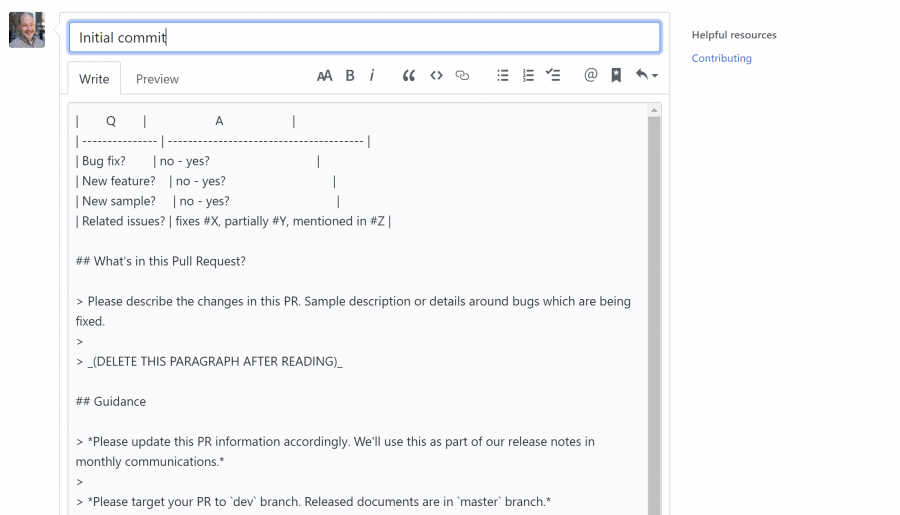 Initial commit
Helpful resources
Contributing
Write Preview
| Q | A |
| --------------- | --------------------------------------- |
| Bug fix? | no - yes? |
| New feature? | no - yes? |
| New sample? | no - yes? |
| Related issues? | fixes #X, partially #Y, mentioned in #Z |
## What's in this Pull Request?
> Please describe the changes in this PR. Sample description or details around bugs which are being
fixed.
>
> _(DELETE THIS PARAGRAPH AFTER READING)_
## Guidance
> *Please update this PR information accordingly. We'll use this as part of our release notes in
monthly communications.*
>
> *Please target your PR to `dev` branch. Released documents are in `master` branch.*